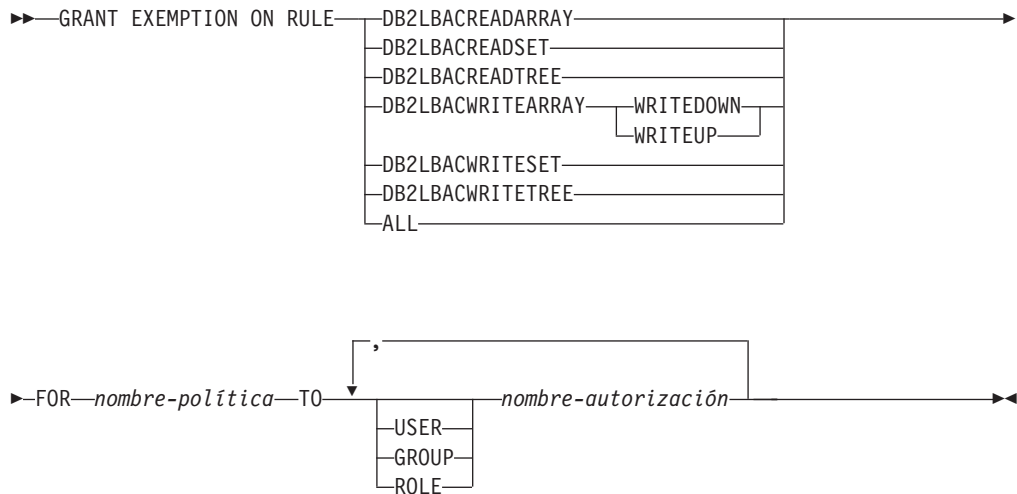 GRANT EXEMPTION ON RULE DB2LBACREADARRAY
DB2LBACREADSET
DB2LBACREADTREE
DB2LBACWRITEARRAY WRITEDOWN
WRITEUP
DB2LBACWRITESET
DB2LBACWRITETREE
ALL
,
FOR nombre-política TO nombre-autorización
USER
GROUP
ROLE